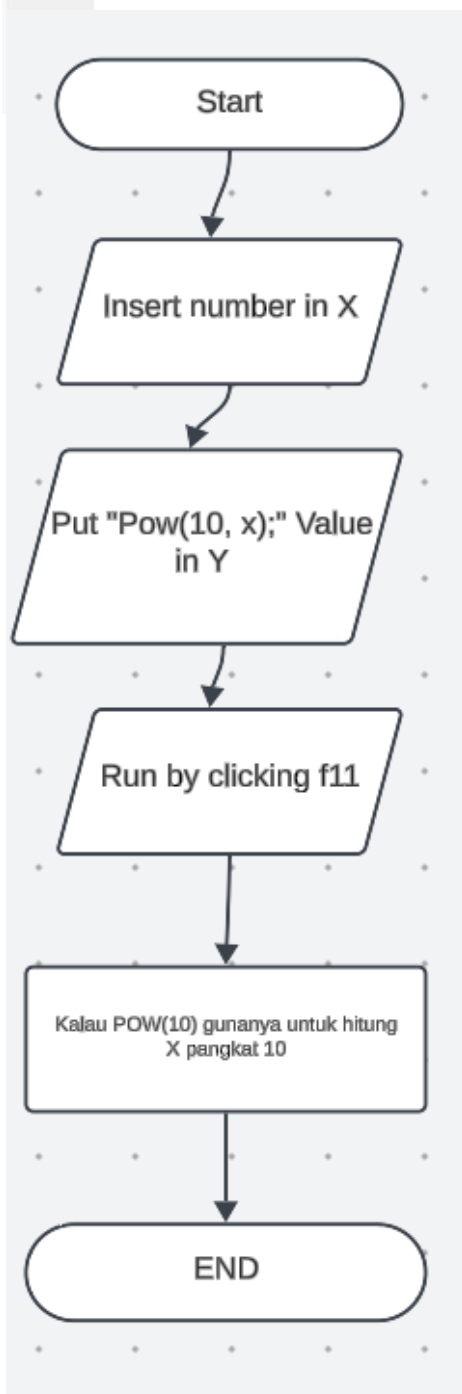 Start
Insert number in X
Put "Pow(10, x);" Value
in Y
Run by clicking f11
Kalau POW(10) gunanya untuk hitung
X pangkat 10
END